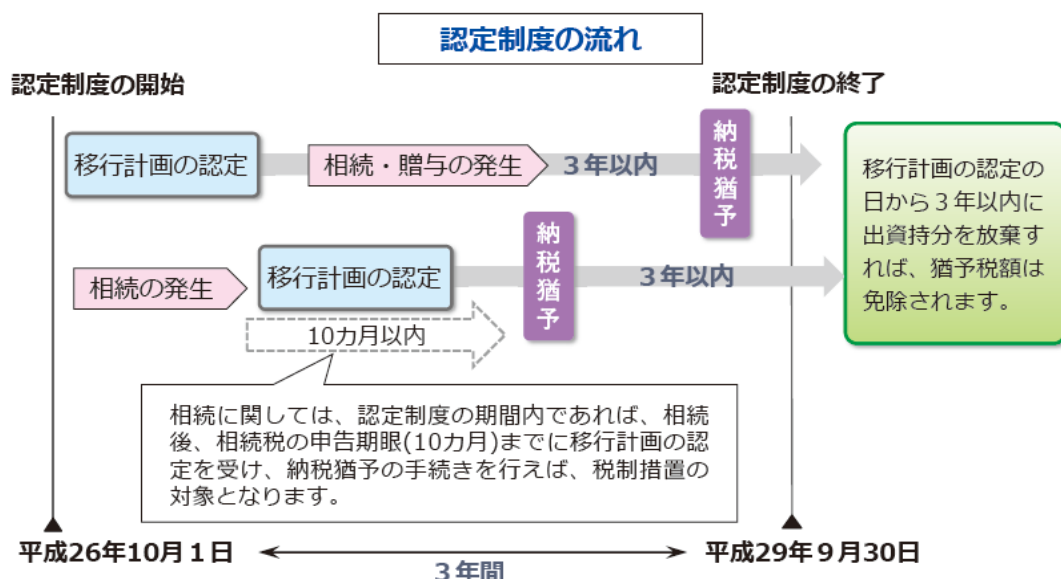 認定制度の流れ
認定制度の開始
認定制度の終了
移行計画の認定
相続・贈与の発生
3年以内
納税猶予
移行計画の認定の
日から3年以内に
出資持分を放棄す
れば、猶予税額は
免除されます。
相続の発生
移行計画の認定
納税猶予
3年以内
10カ月以内
相続に関しては、認定制度の期間内であれば、相続
後、相続税の申告期眼(10カ月)までに移行計画の認
定を受け、納税猶予の手続きを行えば、税制措置の
対象となります。
平成26年10月1日
平成29年9月30日
3年間